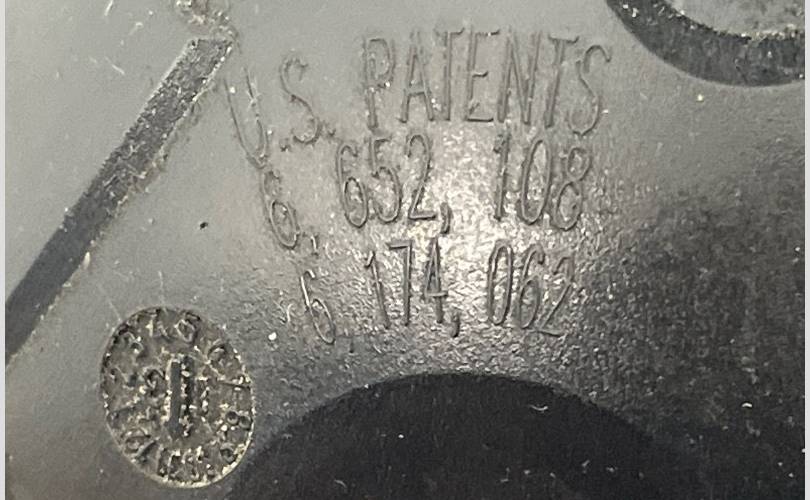 U.S. PATENTS
6, 652, 108
6, 174, 062